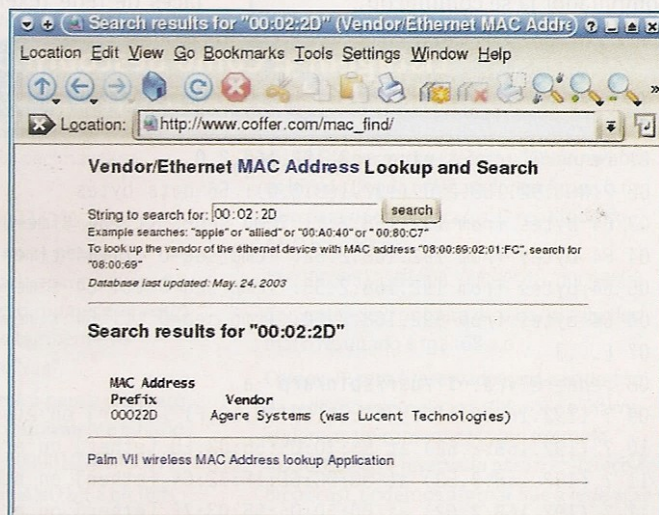 Search results for "00:02:2D" (Vendor/Ethernet MAC Addre)
Location Edit View Go Bookmarks Tools Settings Window Help
Location: http://www.coffer.com/mac_find/
Vendor/Ethernet MAC Address Lookup and Search
String to search for: 00:02:2D search
Example searches: "apple" or "allied" or "00:A0:40" or " 00:80:C7"
To look up the vendor of the ethernet device with MAC address "08:00:69:02:01:FC", search for
"08:00:69"
Database last updated: May. 24, 2003
Search results for "00:02:2D"
MAC Address
Prefix Vendor
00022D Agere Systems (was Lucent Technologies)
Palm VII wireless MAC Address lookup Application